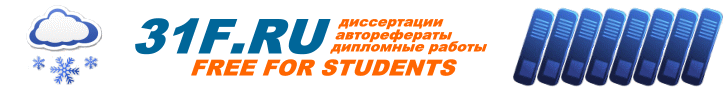 31F.RU
диссертации
авторефераты
дипломные работы
FREE FOR STUDENTS